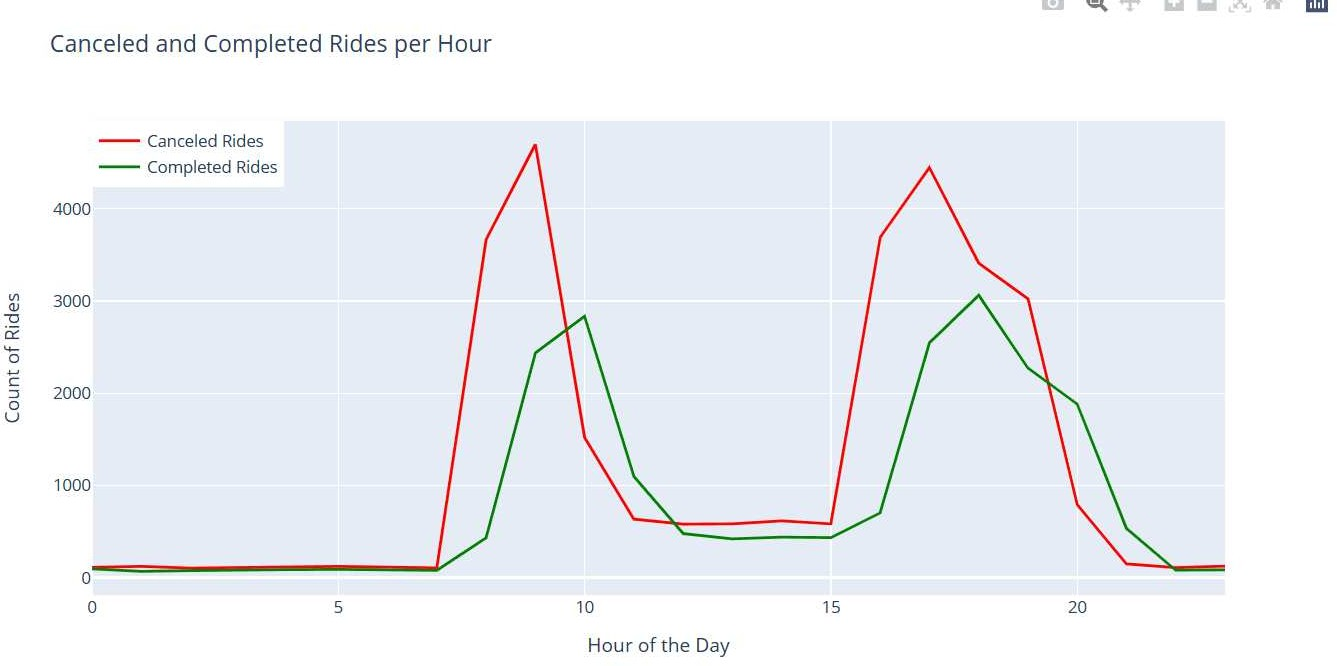 Canceled and Completed Rides per Hour
Canceled Rides
Completed Rides
4000
3000
2000
1000
0
Count of Rides
0 5 10 15 20
Hour of the Day